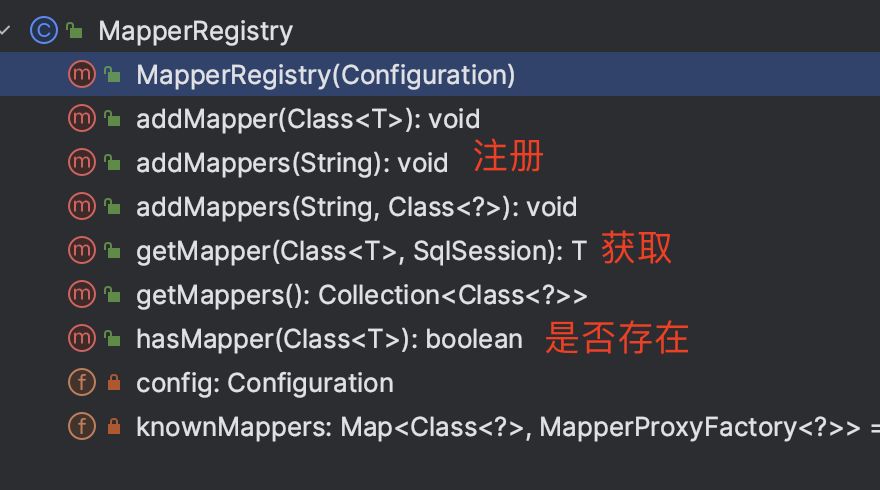 MapperRegistry
MapperRegistry(Configuration)
addMapper(Class<T>): void
addMappers(String): void 注册
addMappers(String, Class<?>): void
getMapper(Class<T>, SqlSession): T 获取
getMappers(): Collection<Class<?>>
hasMapper(Class<T>): boolean 是否存在
config: Configuration
knownMappers: Map<Class<?>, MapperProxyFactory<?>> =